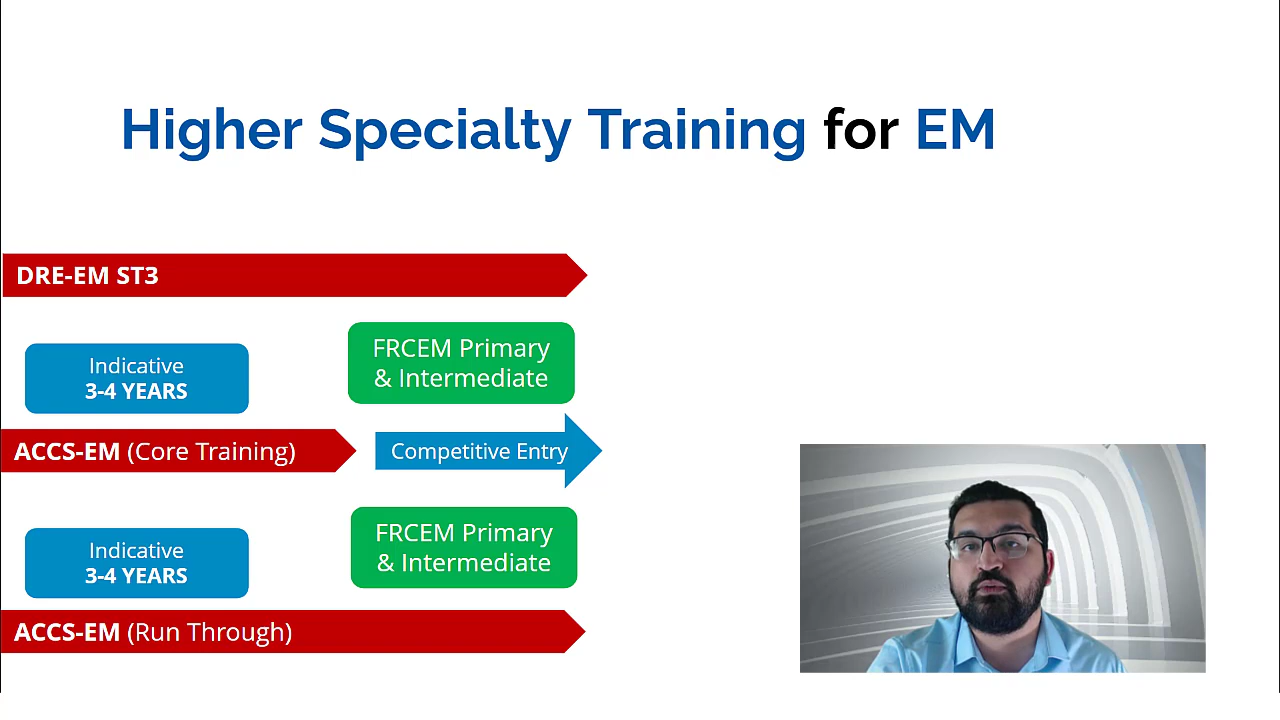 Higher Specialty Training for EM
DRE-EM ST3
FRCEM Primary
& Intermediate
Indicative
3-4 YEARS
ACCS-EM (Core Training)
Competitive Entry
FRCEM Primary
& Intermediate
Indicative
3-4 YEARS
ACCS-EM (Run Through)